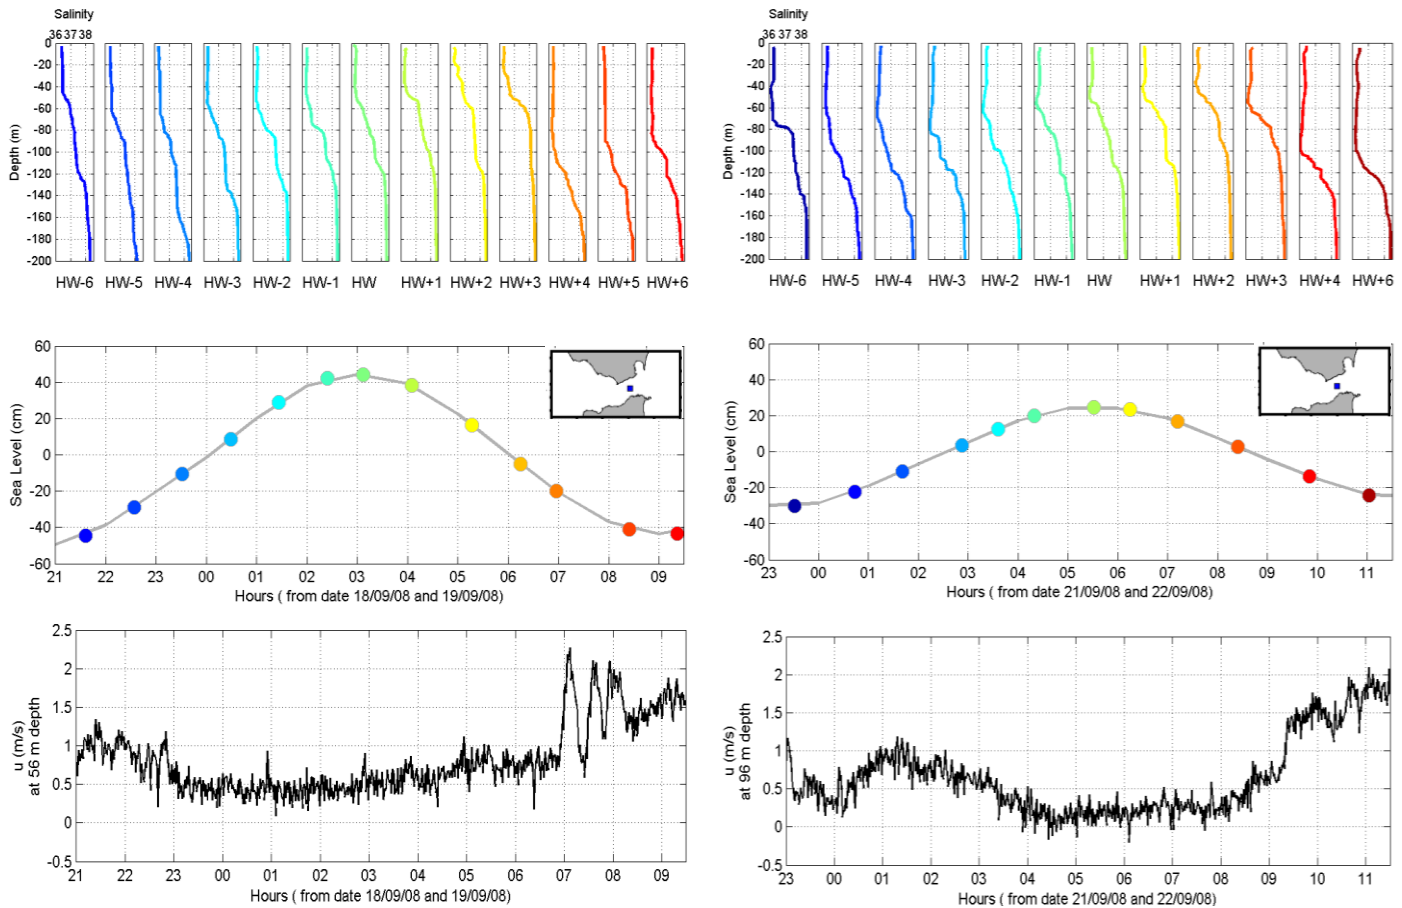 Salinity
36 37 38
0
-20
-40
-60
-80
-100
-120
-140
-160
-180
-200
Depth (m)
HW-6 HW-5 HW-4 HW-3 HW-2 HW-1 HW HW+1 HW+2 HW+3 HW+4 HW+5 HW+6
Salinity
36 37 38
0
-20
-40
-60
-80
-100
-120
-140
-160
-180
-200
Depth (m)
HW-6 HW-5 HW-4 HW-3 HW-2 HW-1 HW HW+1 HW+2 HW+3 HW+4 HW+6
60
40
20
0
-20
-40
-60
Sea Level (cm)
21 22 23 00 01 02 03 04 05 06 07 08 09
Hours ( from date 18/09/08 and 19/09/08)
60
40
20
0
-20
-40
-60
Sea Level (cm)
23 00 01 02 03 04 05 06 07 08 09 10 11
Hours ( from date 21/09/08 and 22/09/08)
2.5
2
1.5
1
0.5
0
-0.5
u (m/s)
at 56 m depth
21 22 23 00 01 02 03 04 05 06 07 08 09
Hours ( from date 18/09/08 and 19/09/08)
2.5
2
1.5
1
0.5
0
-0.5
u (m/s)
at 96 m depth
23 00 01 02 03 04 05 06 07 08 09 10 11
Hours ( from date 21/09/08 and 22/09/08)